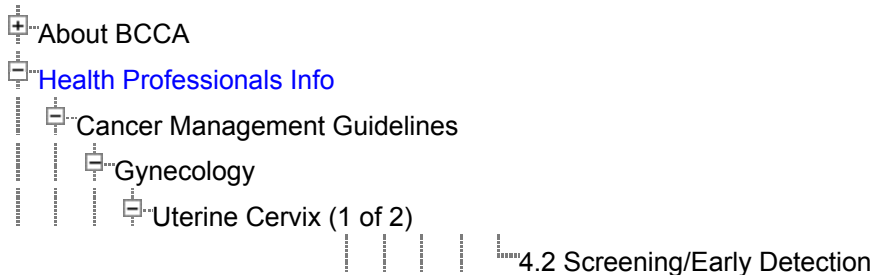 About BCCA
Health Professionals Info
Cancer Management Guidelines
Gynecology
Uterine Cervix (1 of 2)
4.2 Screening/Early Detection